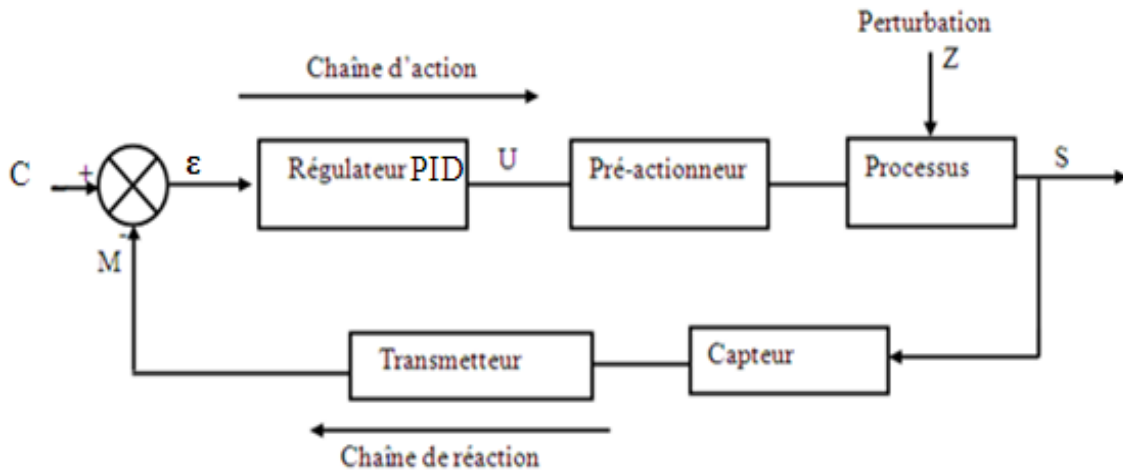 Perturbation
Z
Chaîne d'action
C
+
ε
Régulateur PID
U
Pré-actionneur
Processus
S
-
M
Transmetteur
Capteur
Chaîne de réaction